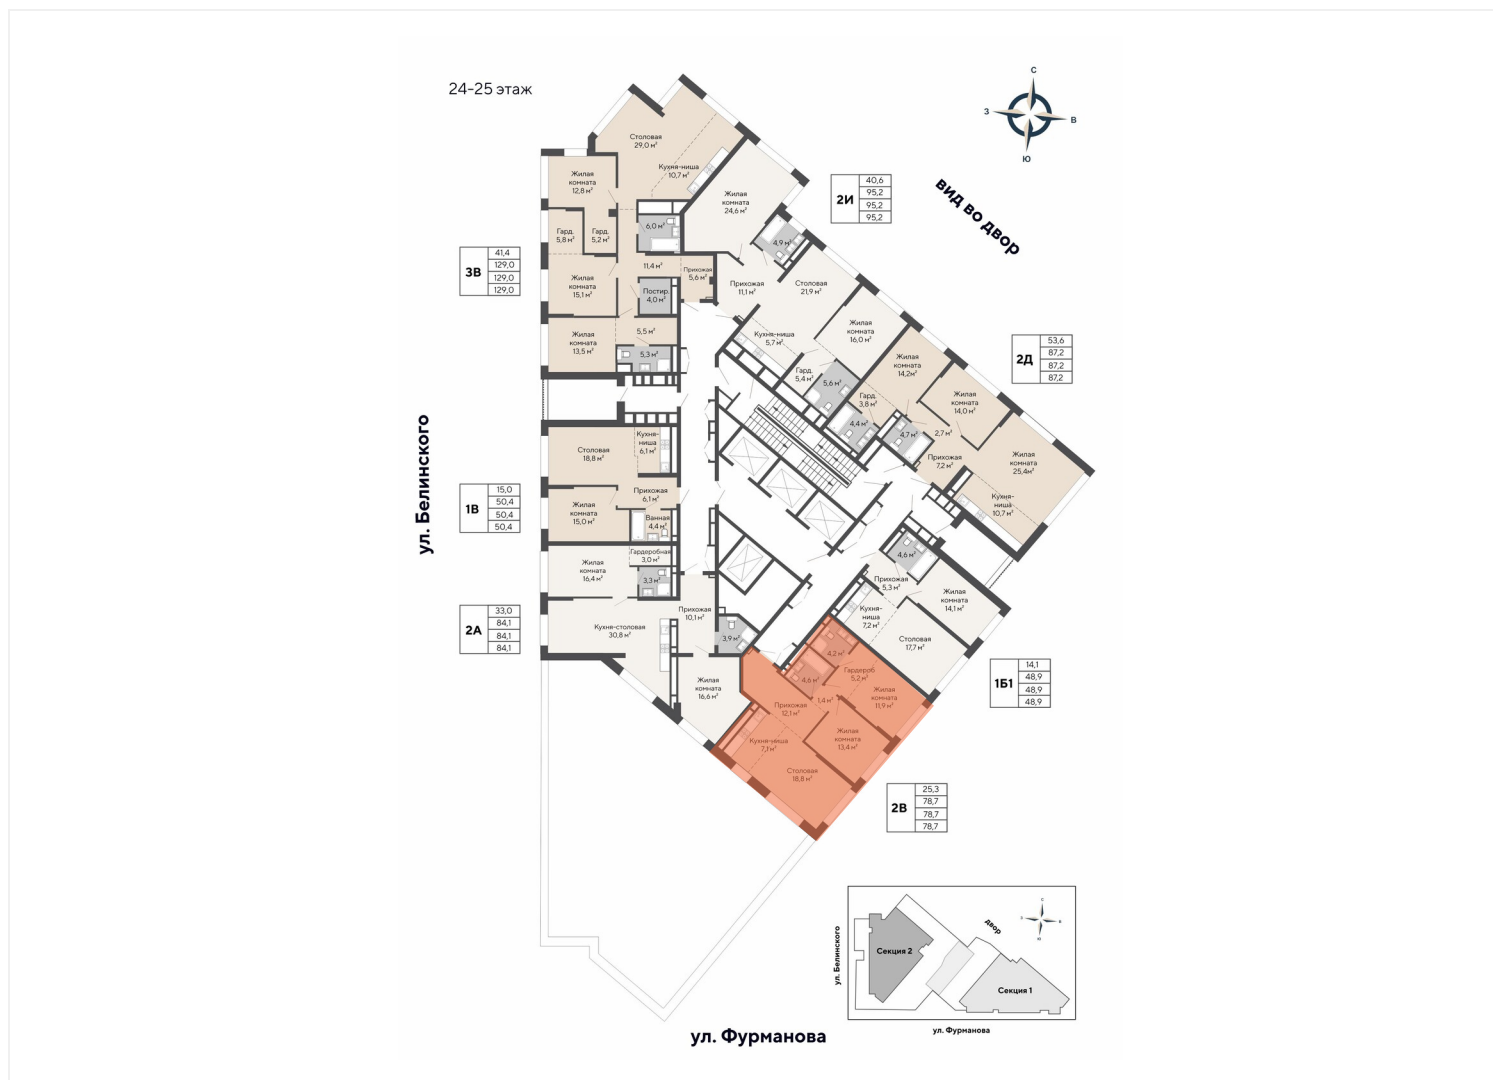 24-25 этаж
С
З
В
Ю
вид во двор
2И
40,6
95,2
95,2
95,2
3В
41,4
129,0
129,0
129,0
2Д
53,6
87,2
87,2
87,2
1В
15,0
50,4
50,4
50,4
2А
33,0
84,1
84,1
84,1
1Б1
14,1
48,9
48,9
48,9
2В
25,3
78,7
78,7
78,7
Столовая
29,0 м²
Кухня-ниша
10,7 м²
Жилая
комната
12,8 м²
Гард.
5,8 м²
Гард.
5,2 м²
6,0 м²
11,4 м²
Прихожая
5,6 м²
Жилая
комната
15,1 м²
Постир.
4,0 м²
Жилая
комната
13,5 м²
5,5 м²
5,3 м²
Жилая
комната
24,6 м²
4,9 м²
Прихожая
11,1 м²
Столовая
21,9 м²
Кухня-ниша
5,7 м²
Жилая
комната
16,0 м²
Гард.
5,4 м²
5,6 м²
Жилая
комната
14,2м²
Гард.
3,8 м²
4,4 м²
4,7 м²
2,7 м²
Жилая
комната
14,0 м²
Прихожая
7,2 м²
Жилая
комната
25,4м²
Кухня-
ниша
10,7 м²
Столовая
18,8 м²
Кухня-
ниша
6,1 м²
Прихожая
6,1 м²
Жилая
комната
15,0 м²
Ванная
4,4 м²
Гардеробная
3,0 м²
Жилая
комната
16,4 м²
3,3 м²
Кухня-столовая
30,8 м²
Прихожая
10,1 м²
3,9 м²
Жилая
комната
16,6 м²
4,6 м²
Прихожая
5,3 м²
Жилая
комната
14,1 м²
Кухня-
ниша
7,2 м²
Столовая
17,7 м²
4,2 м²
4,6 м²
Гардероб
5,2 м²
1,4 м²
Жилая
комната
11,9 м²
Прихожая
12,1 м²
Жилая
комната
13,4 м²
Кухня-ниша
7,1 м²
Столовая
18,8 м²
ул. Белинского
ул. Фурманова
двор
Секция 2
Секция 1
ул. Белинского
ул. Фурманова